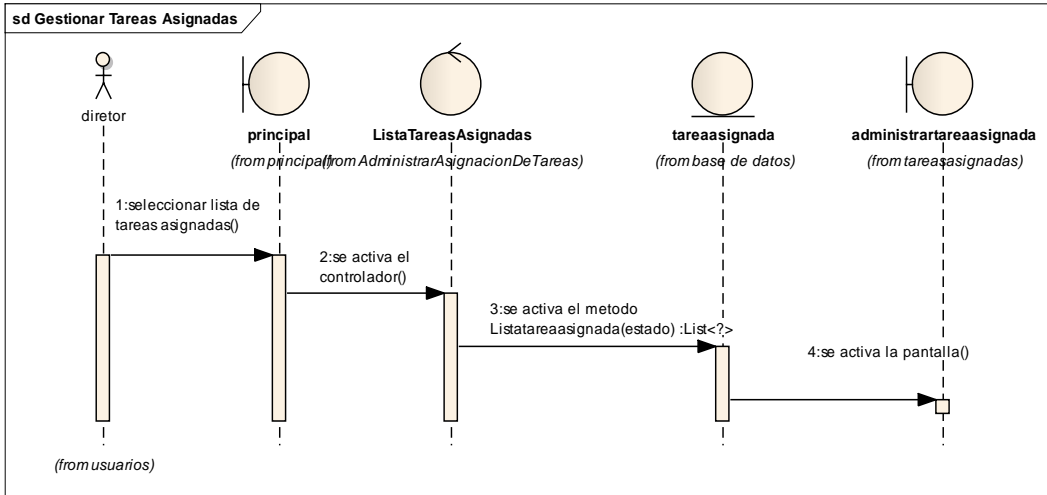 sd Gestionar Tareas Asignadas
diretor
principal
ListaTareasAsignadas
tareaasignada
administrartareaasignada
(from principal)
(from AdministrarAsignacionDeTareas)
(from base de datos)
(from tareasasignadas)
1:seleccionar lista de
tareas asignadas()
2:se activa el
controlador()
3:se activa el metodo
Listatareaasignada(estado) :List<?>
4:se activa la pantalla()
(from usuarios)